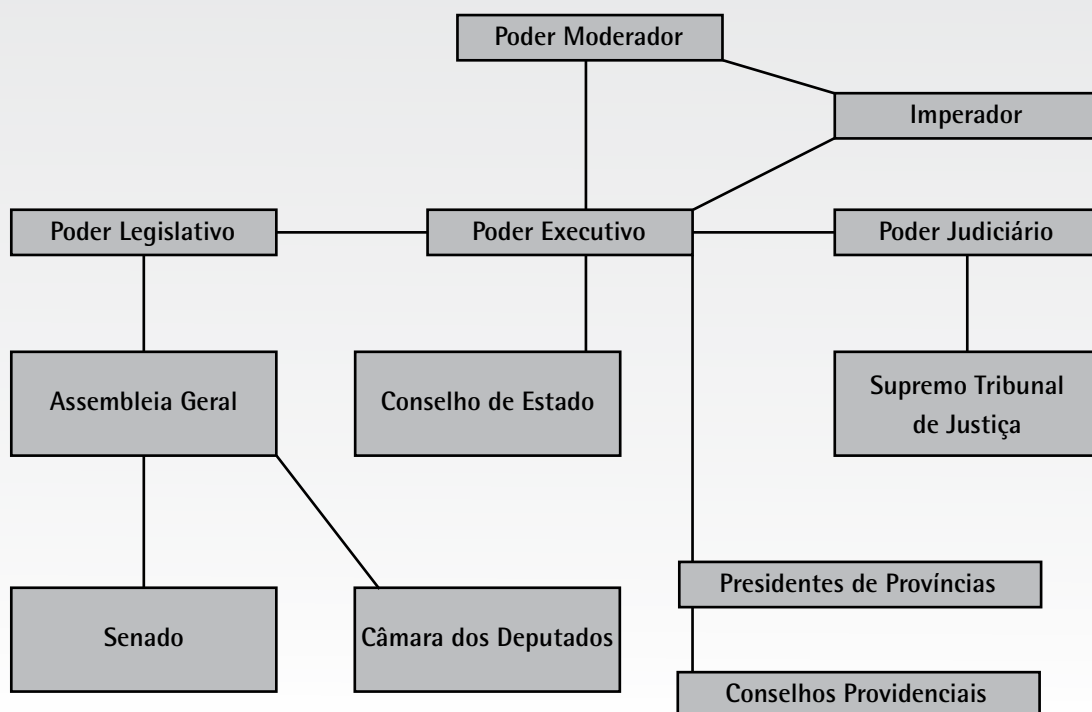 Poder Moderador
Imperador
Poder Legislativo
Poder Executivo
Poder Judiciário
Assembleia Geral
Conselho de Estado
Supremo Tribunal
de Justiça
Presidentes de Províncias
Senado
Câmara dos Deputados
Conselhos Providenciais